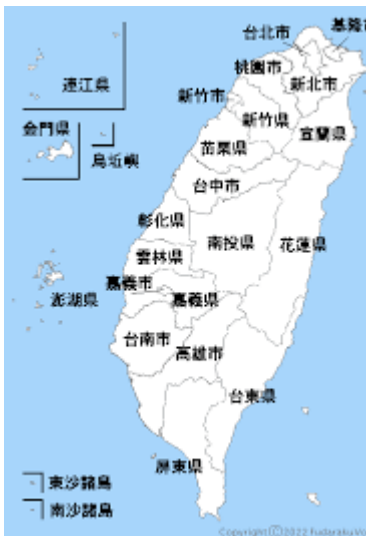 台北市
基隆市
桃園市
新北市
連江県
新竹市
新竹県
宜蘭県
金門県
烏坵嶼
苗栗県
台中市
彰化県
南投県
花蓮県
雲林県
嘉義市
澎湖県
嘉義県
台南市
高雄市
台東県
屏東県
東沙諸島
南沙諸島
Copyright(C)2022 FudarakuVo